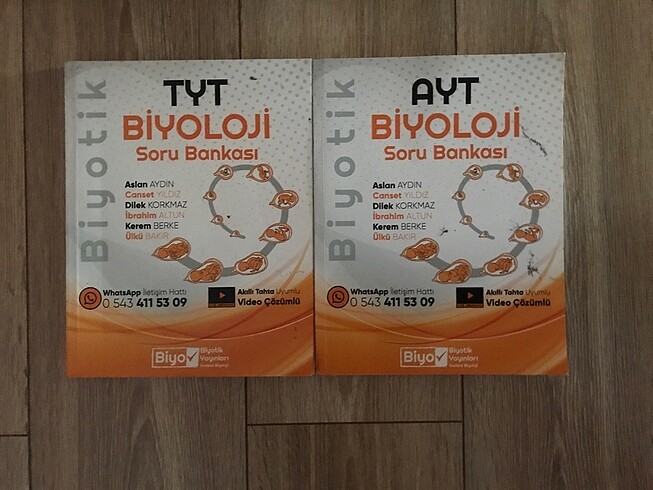 Biyotik
TYT
BİYOLOJİ
Soru Bankası
Aslan AYDIN
Canset YILDIZ
Dilek KORKMAZ
İbrahim ALTUN
Kerem BERKE
Ülkü BAKIR
WhatsApp İletişim Hattı
0 543 411 53 09
Akıllı Tahta Uyumlu
Video Çözümlü
Biyo
Biyotik
Yayınları
Biyotik
AYT
BİYOLOJİ
Soru Bankası
Aslan AYDIN
Canset YILDIZ
Dilek KORKMAZ
İbrahim ALTUN
Kerem BERKE
Ülkü BAKIR
WhatsApp İletişim Hattı
0 543 411 53 09
Akıllı Tahta Uyumlu
Video Çözümlü
Biyo
Biyotik
Yayınları